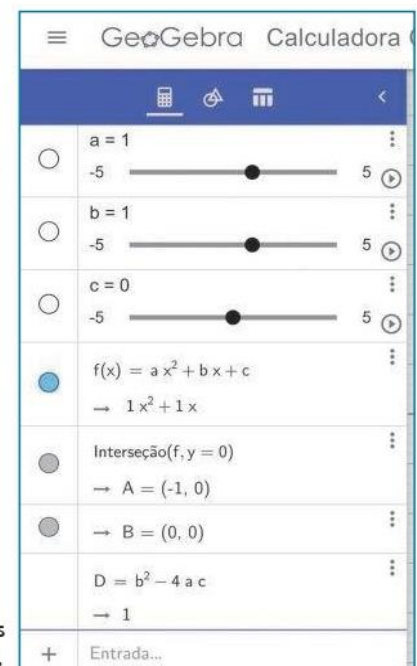 GeoGebra Calculadora
a = 1
-5 5
b = 1
-5 5
c = 0
-5 5
f(x) = a x² + b x + c
→ 1 x² + 1 x
Interseção(f, y = 0)
→ A = (-1, 0)
→ B = (0, 0)
D = b² − 4 a c
→ 1
+ Entrada...